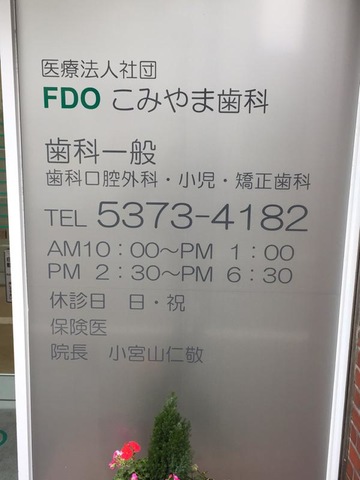 医療法人社団
FDO こみやま歯科
歯科一般
歯科口腔外科・小児・矯正歯科
TEL 5373-4182
AM10：00～PM 1：00
PM 2：30～PM 6：30
休診日 日・祝
保険医
院長 小宮山仁敬